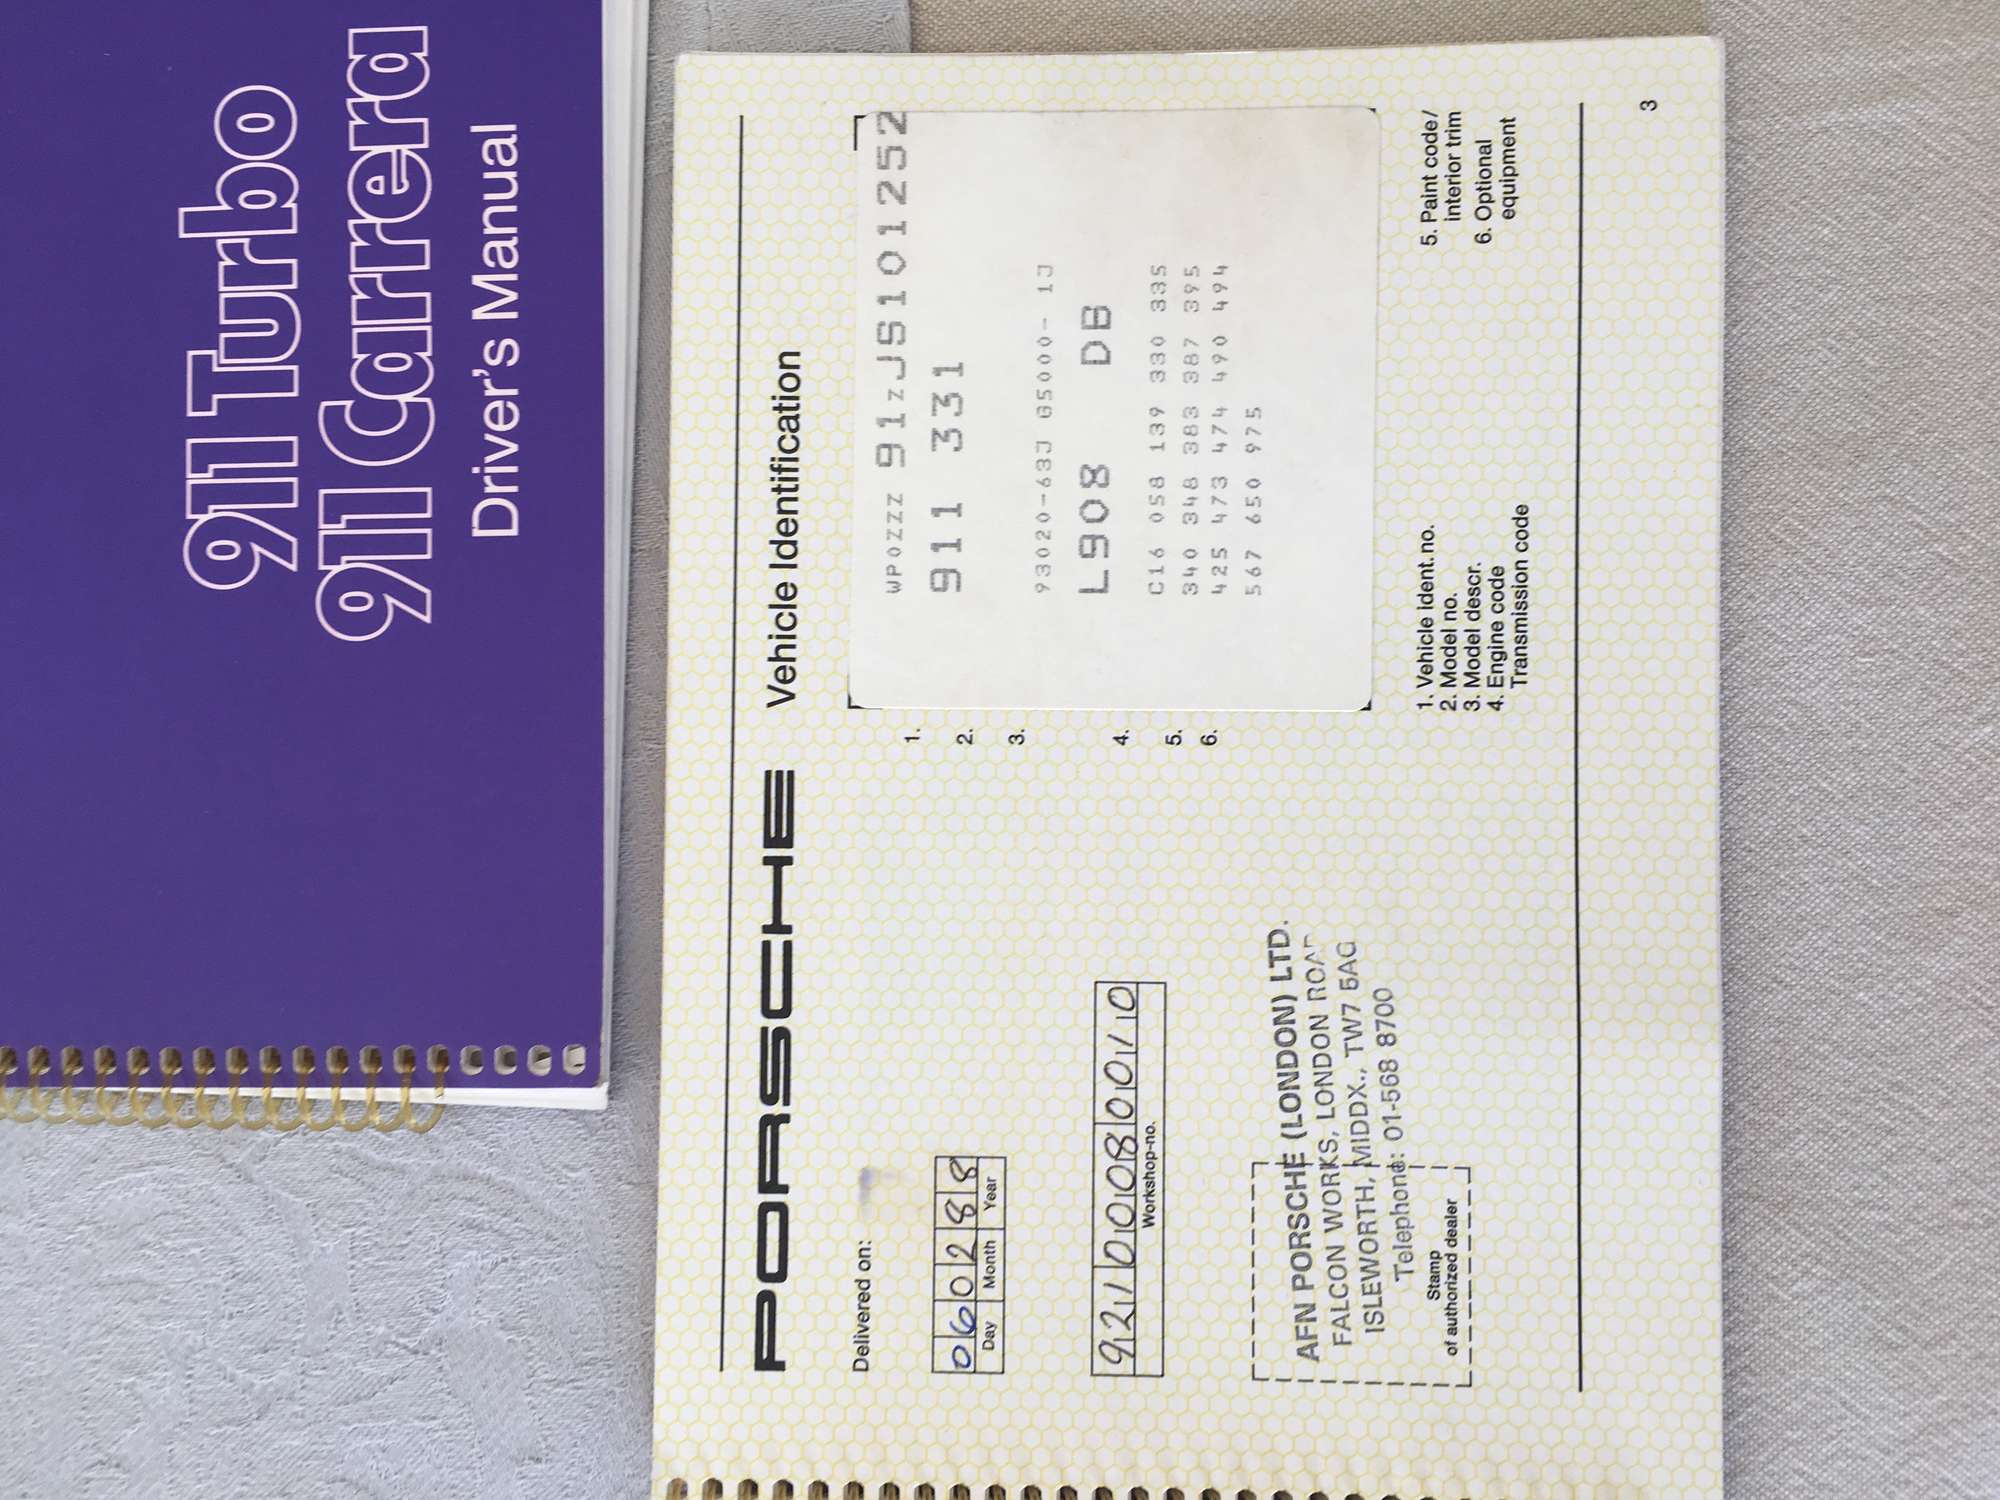 911 Turbo
911 Carrera
Driver's Manual
PORSCHE Vehicle Identification
Delivered on:
06 02 88
Day Month Year
92100080010
Workshop-no.
AFN PORSCHE (LONDON) LTD.
FALCON WORKS, LONDON ROAD
ISLEWORTH, MIDDX., TW7 5AG
Telephone: 01-568 8700
Stamp
of authorized dealer
1.
2.
3.
4.
5.
6.
WP0ZZZ 91ZJS101252
911 331
93020-63J G5000- 1J
L908 DB
C16 058 139 330 335
340 348 383 387 395
425 473 474 490 494
567 650 975
1. Vehicle ident. no.
2. Model no.
3. Model descr.
4. Engine code
Transmission code
5. Paint code/
interior trim
6. Optional
equipment
3